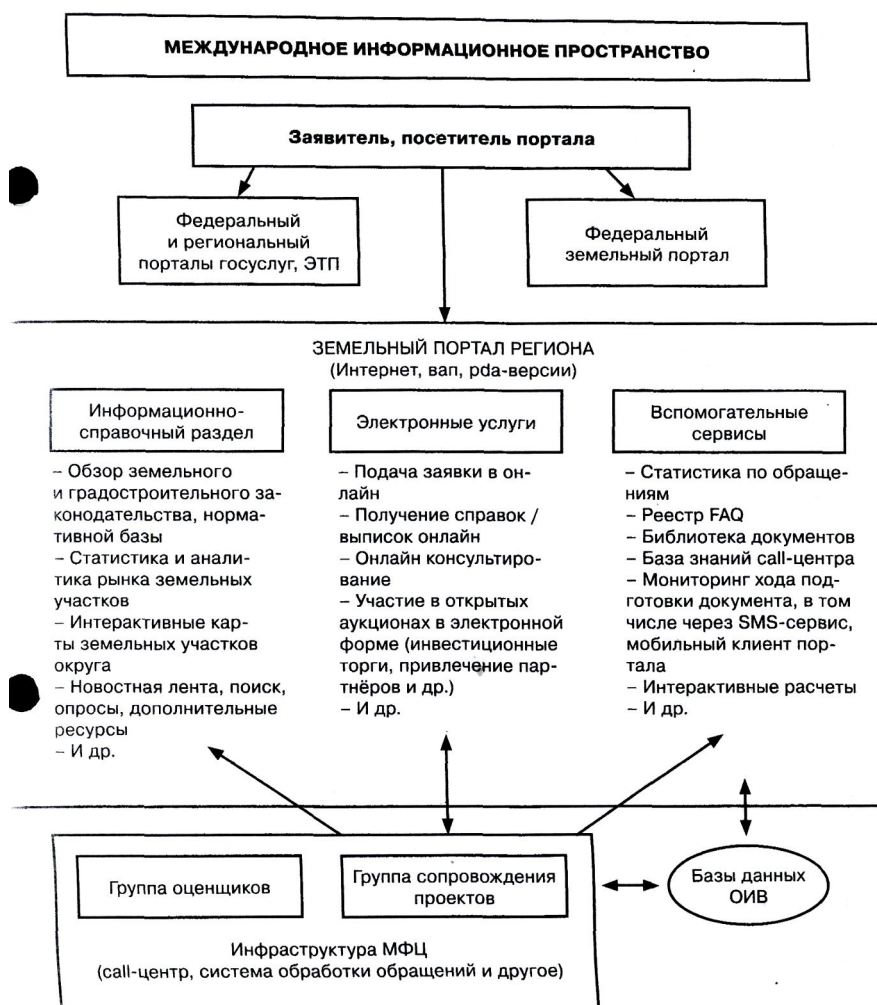 МЕЖДУНАРОДНОЕ ИНФОРМАЦИОННОЕ ПРОСТРАНСТВО
Заявитель, посетитель портала
Федеральный
и региональный
порталы госуслуг, ЭТП
Федеральный
земельный портал
ЗЕМЕЛЬНЫЙ ПОРТАЛ РЕГИОНА
(Интернет, вап, pda-версии)
Информационно-
справочный раздел
– Обзор земельного
и градостроительного за-
конодательства, норма-
тивной базы
– Статистика и анали-
тика рынка земельных
участков
– Интерактивные кар-
ты земельных участков
округа
– Новостная лента, поиск,
опросы, дополнительные
ресурсы
– И др.
Электронные услуги
– Подача заявки в он-
лайн
– Получение справок /
выписок онлайн
– Онлайн консультиро-
вание
– Участие в открытых
аукционах в электронной
форме (инвестиционные
торги, привлечение пар-
тнёров и др.)
– И др.
Вспомогательные
сервисы
– Статистика по обраще-
ниям
– Реестр FAQ
– Библиотека документов
– База знаний call-центра
– Мониторинг хода под-
готовки документа, в том
числе через SMS-сервис,
мобильный клиент пор-
тала
– Интерактивные расчеты
– И др.
Группа оценщиков
Группа сопровождения
проектов
Инфраструктура МФЦ
(call-центр, система обработки обращений и другое)
Базы данных
ОИВ